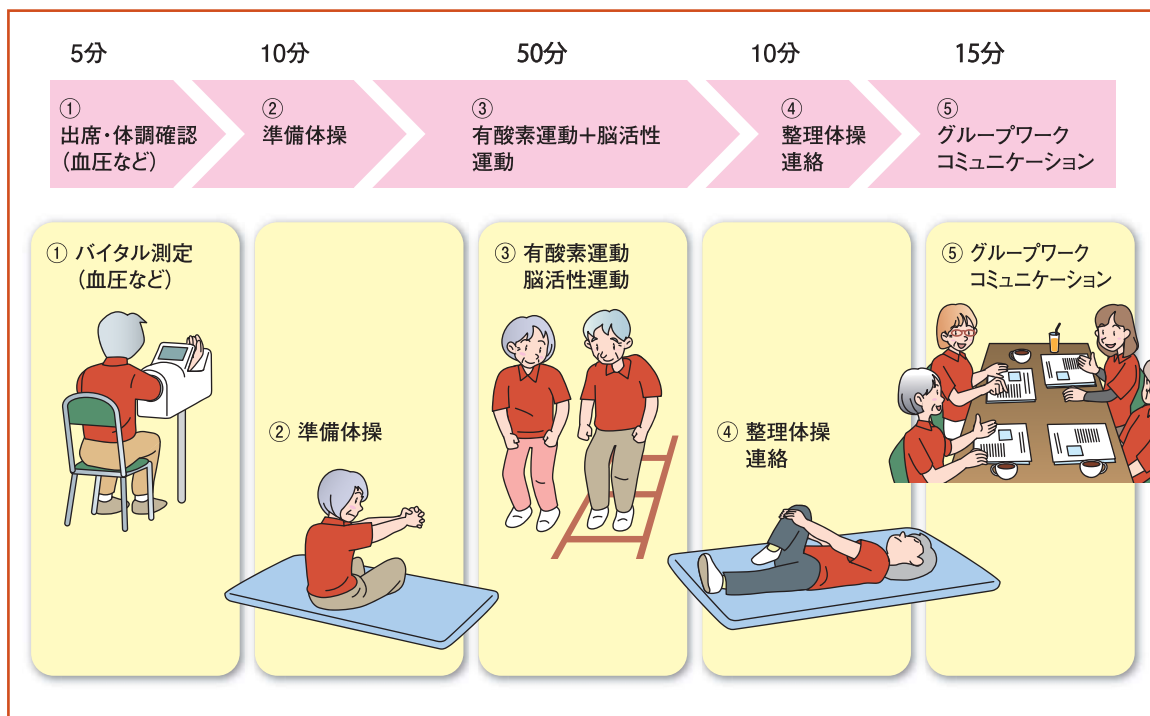 5分
10分
50分
10分
15分
①
出席・体調確認
(血圧など)
②
準備体操
③
有酸素運動＋脳活性
運動
④
整理体操
連絡
⑤
グループワーク
コミュニケーション
① バイタル測定
(血圧など)
② 準備体操
③ 有酸素運動
脳活性運動
④ 整理体操
連絡
⑤ グループワーク
コミュニケーション